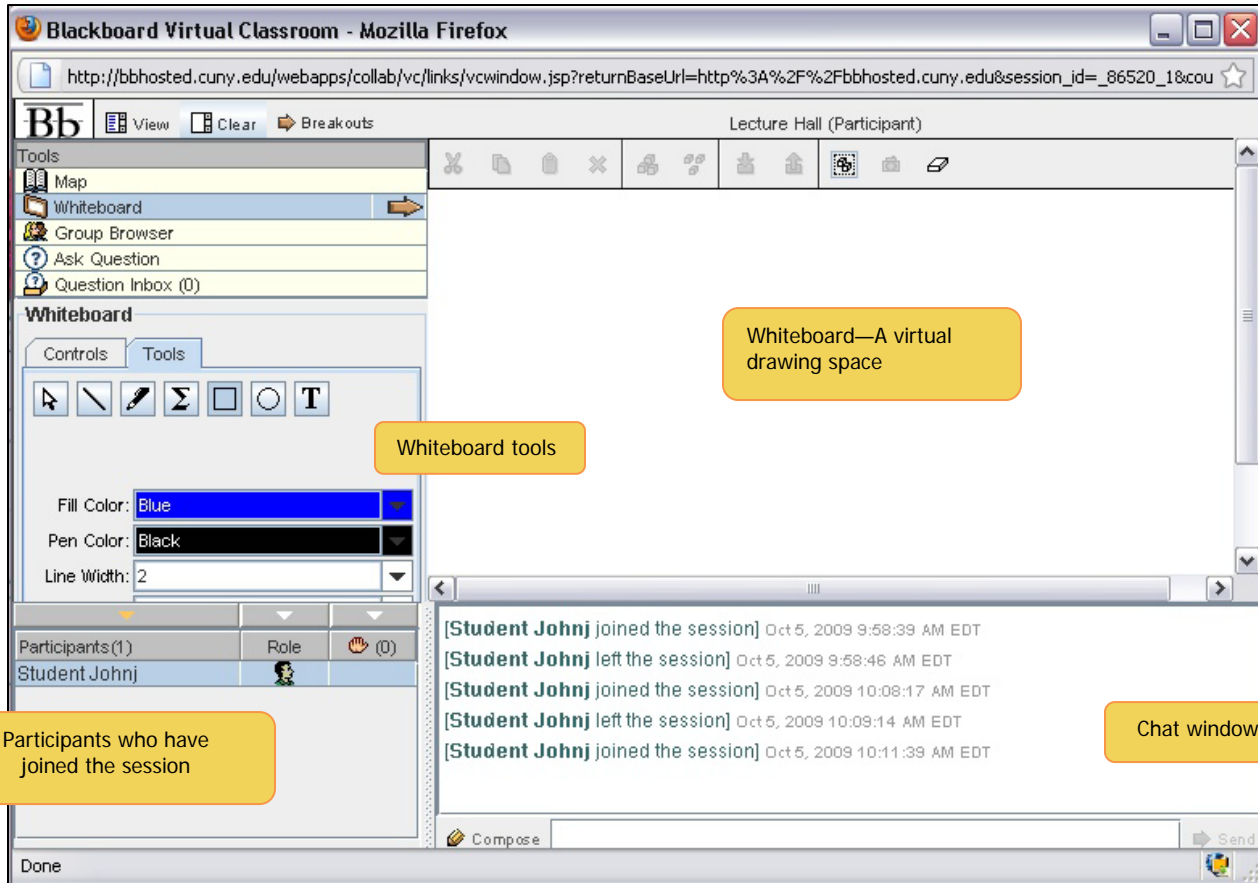 Blackboard Virtual Classroom - Mozilla Firefox
http://bbhosted.cuny.edu/webapps/collab/vc/links/vcwindow.jsp?returnBaseUrl=http%3A%2F%2Fbbhosted.cuny.edu&session_id=_86520_1&cou
Bb View Clear Breakouts Lecture Hall (Participant)
Tools
Map
Whiteboard
Group Browser
Ask Question
Question Inbox (0)
Whiteboard
Controls Tools
Σ T
Whiteboard tools
Fill Color: Blue
Pen Color: Black
Line Width: 2
Whiteboard—A virtual
drawing space
Participants(1) Role (0)
Student Johnj
Participants who have
joined the session
[Student Johnj joined the session] Oct 5, 2009 9:58:39 AM EDT
[Student Johnj left the session] Oct 5, 2009 9:58:46 AM EDT
[Student Johnj joined the session] Oct 5, 2009 10:08:17 AM EDT
[Student Johnj left the session] Oct 5, 2009 10:09:14 AM EDT
[Student Johnj joined the session] Oct 5, 2009 10:11:39 AM EDT
Chat window
Compose Send
Done